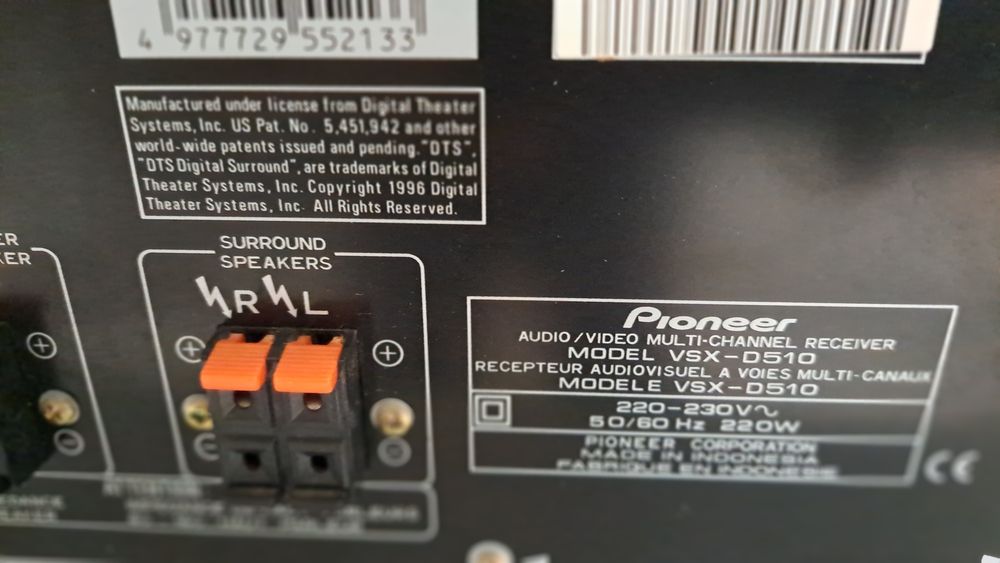 4 977729 552133
Manufactured under license from Digital Theater
Systems, Inc. US Pat. No. 5,451,942 and other
world-wide patents issued and pending. "DTS",
"DTS Digital Surround", are trademarks of Digital
Theater Systems, Inc. Copyright 1996 Digital
Theater Systems, Inc. All Rights Reserved.
ER
KER
SURROUND
SPEAKERS
R L
Pioneer
AUDIO/VIDEO MULTI-CHANNEL RECEIVER
MODEL VSX-D510
RECEPTEUR AUDIOVISUEL A VOIES MULTI-CANAUX
MODELE VSX-D510
220-230V~
50/60 Hz 220W
PIONEER CORPORATION
MADE IN INDONESIA
FABRIQUE EN INDONESIE
CE